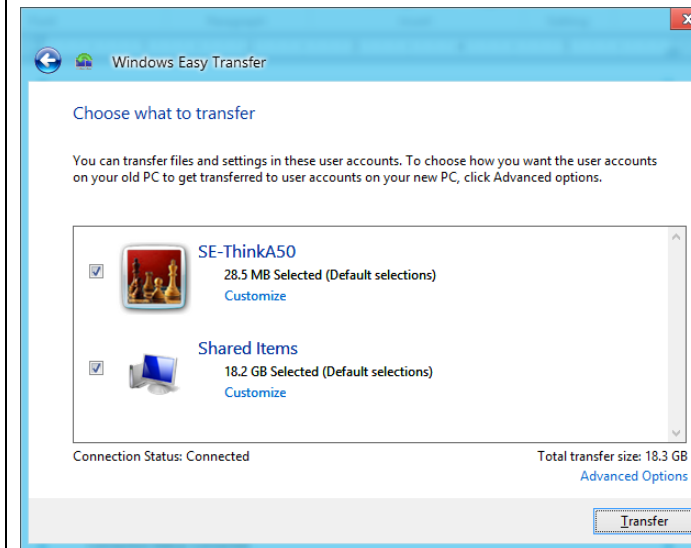 Windows Easy Transfer
Choose what to transfer
You can transfer files and settings in these user accounts. To choose how you want the user accounts
on your old PC to get transferred to user accounts on your new PC, click Advanced options.
SE-ThinkA50
28.5 MB Selected (Default selections)
Customize
Shared Items
18.2 GB Selected (Default selections)
Customize
Connection Status: Connected
Total transfer size: 18.3 GB
Advanced Options
Transfer